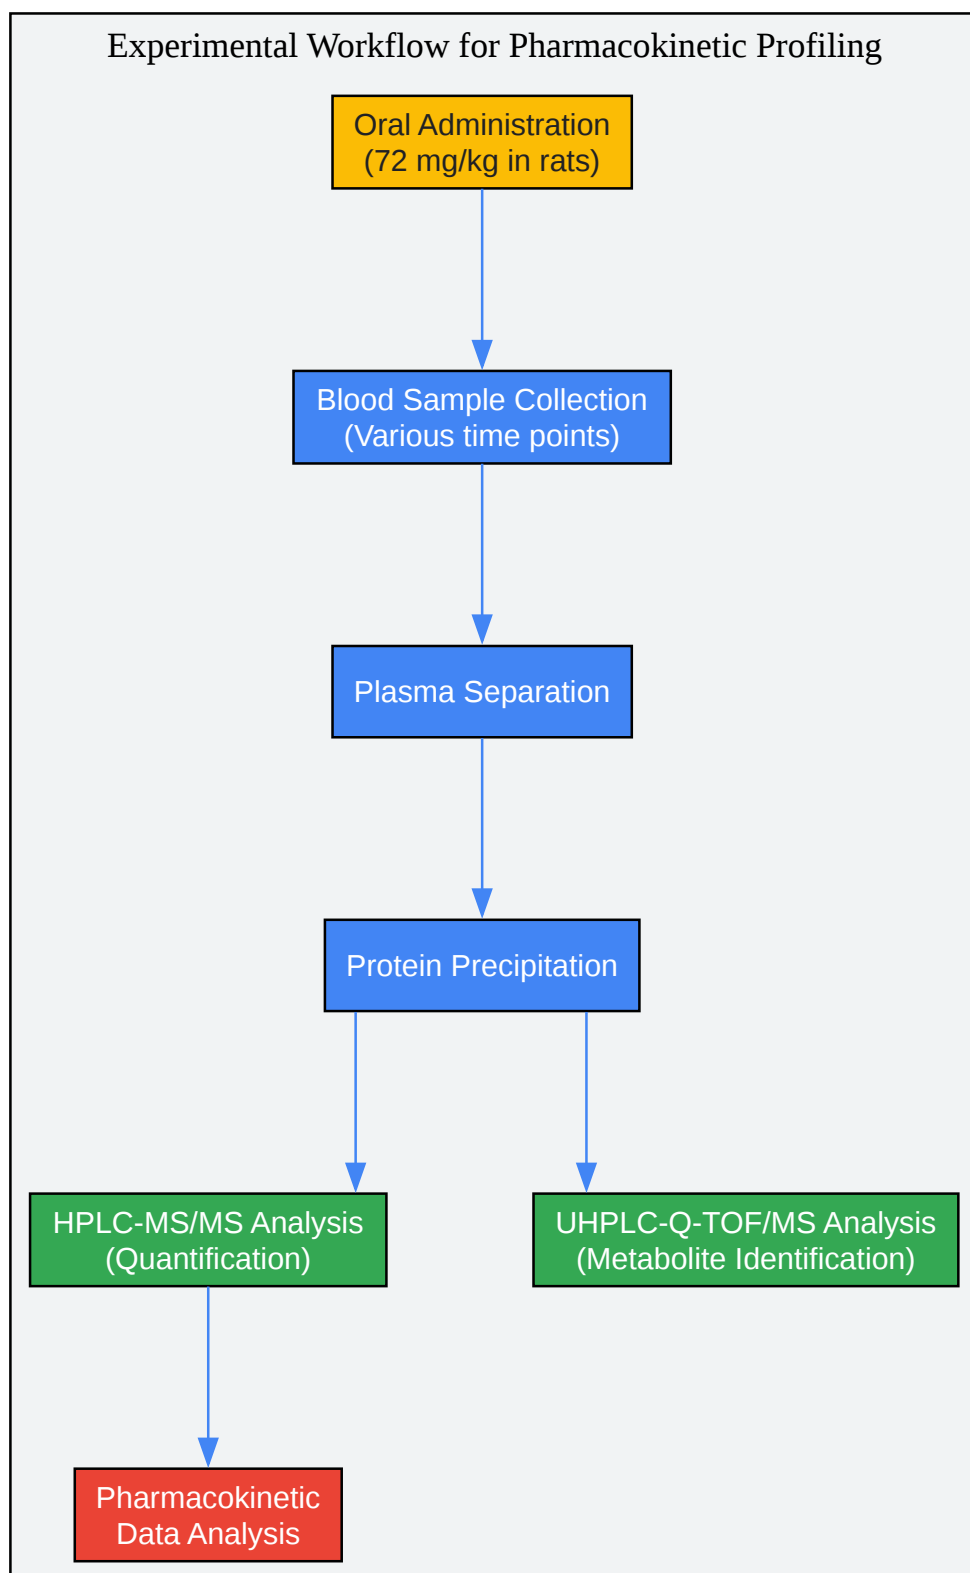 Experimental Workflow for Pharmacokinetic Profiling
Oral Administration
(72 mg/kg in rats)
Blood Sample Collection
(Various time points)
Plasma Separation
Protein Precipitation
HPLC-MS/MS Analysis
(Quantification)
UHPLC-Q-TOF/MS Analysis
(Metabolite Identification)
Pharmacokinetic
Data Analysis